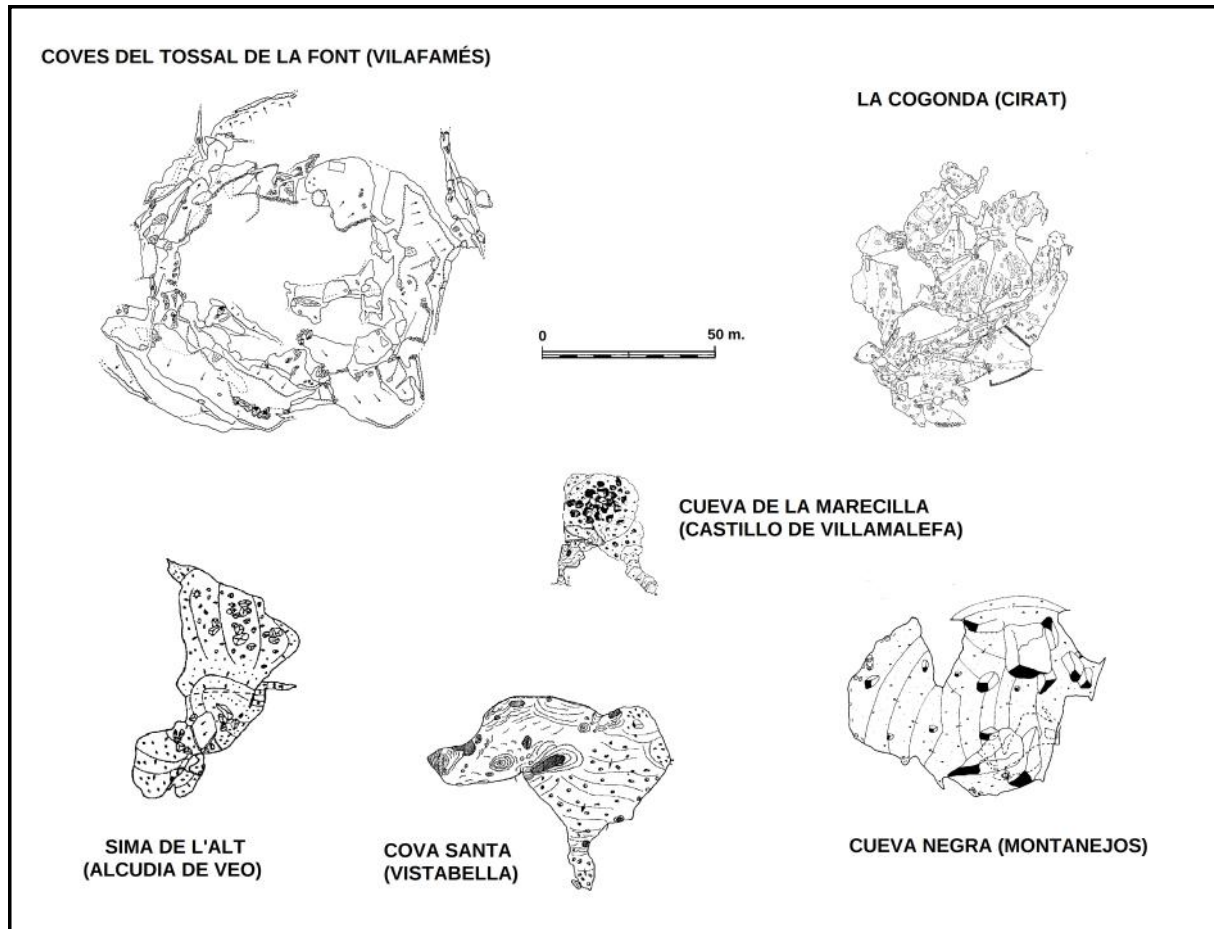 COVES DEL TOSSAL DE LA FONT (VILAFAMÉS)
LA COGONDA (CIRAT)
0 50 m.
CUEVA DE LA MARECILLA
(CASTILLO DE VILLAMALEFA)
SIMA DE L'ALT
(ALCUDIA DE VEO)
COVA SANTA
(VISTABELLA)
CUEVA NEGRA (MONTANEJOS)